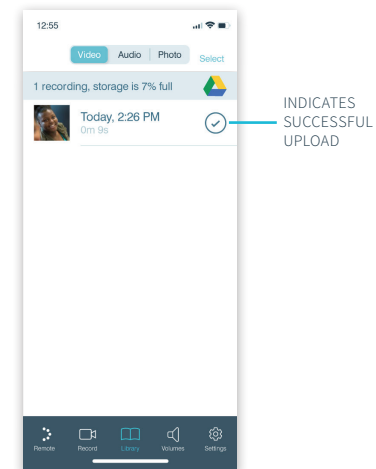 12:55
Video Audio Photo Select
1 recording, storage is 7% full
Today, 2:26 PM
0m 9s
INDICATES
SUCCESSFUL
UPLOAD
Remote Record Library Volumes Settings